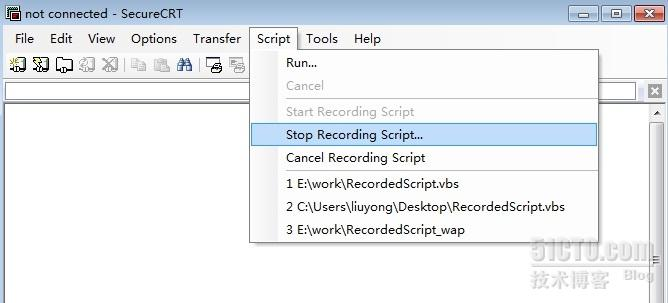 not connected - SecureCRT
File Edit View Options Transfer Script Tools Help
Run...
Cancel
Start Recording Script
Stop Recording Script...
Cancel Recording Script
1 E:\work\RecordedScript.vbs
2 C:\Users\liuyong\Desktop\RecordedScript.vbs
3 E:\work\RecordedScript_wap
51CTO.com
技术博客 Blog